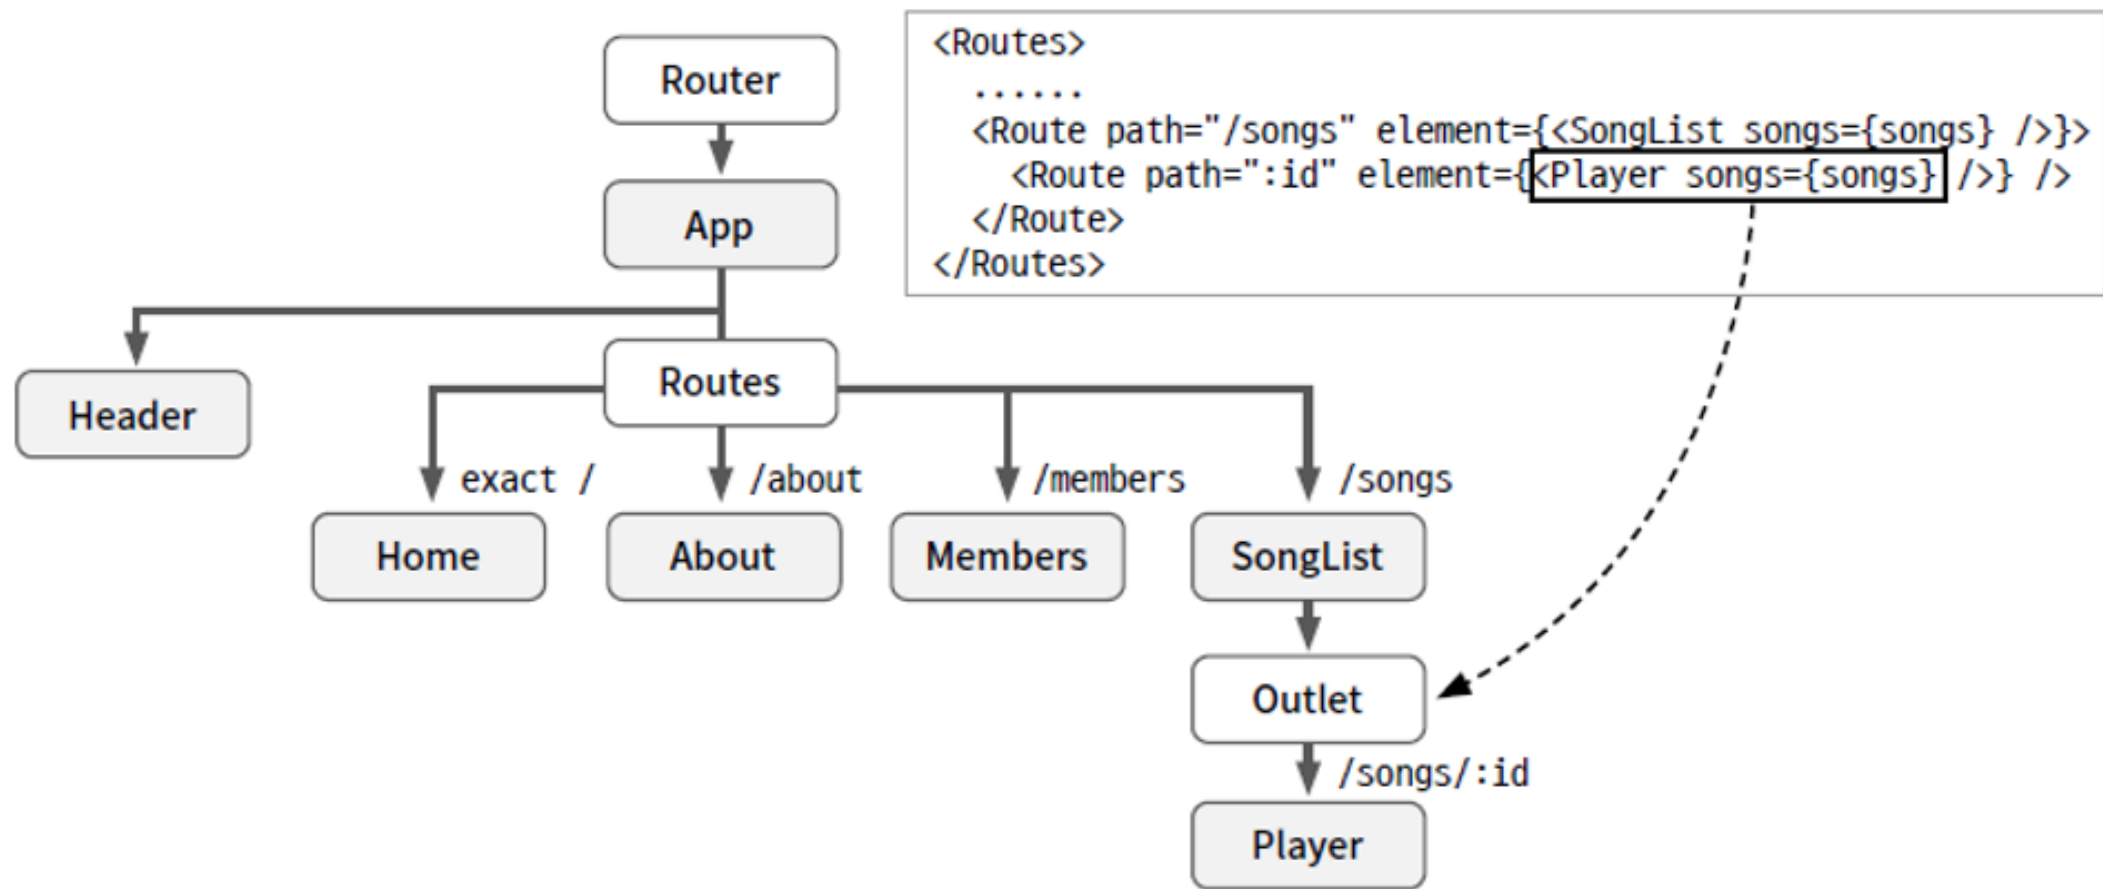 Router
<Routes>
......
<Route path="/songs" element={<SongList songs={songs} />}>
<Route path=":id" element={<Player songs={songs} />} />
</Route>
</Routes>
App
Routes
Header
exact /
/about
/members
/songs
Home
About
Members
SongList
Outlet
/songs/:id
Player